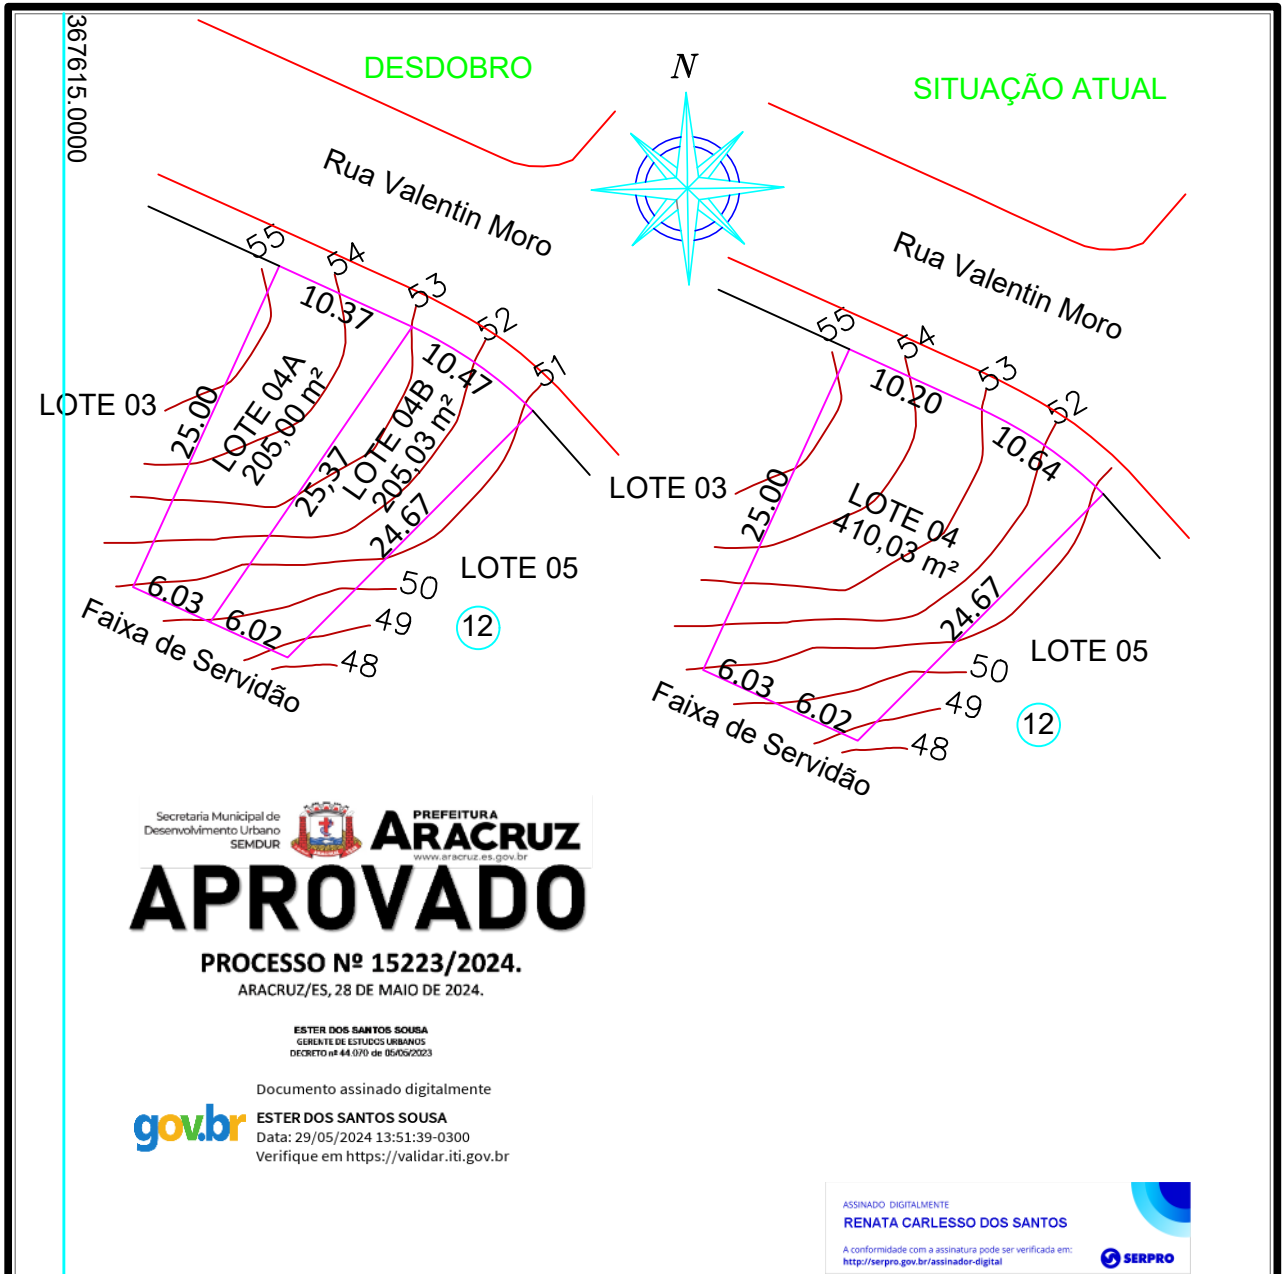 367615.0000
DESDOBRO
N
SITUAÇÃO ATUAL
Rua Valentin Moro
55
54
53
52
51
10.37
10.47
LOTE 03
25.00
LOTE 04A
205,00 m²
25,37
LOTE 04B
205,03 m²
24.67
LOTE 05
6.03
6.02
50
49
48
12
Faixa de Servidão
Rua Valentin Moro
55
54
53
52
10.20
10.64
LOTE 03
25.00
LOTE 04
410,03 m²
24.67
LOTE 05
6.03
6.02
50
49
48
12
Faixa de Servidão
Secretaria Municipal de
Desenvolvimento Urbano
SEMDUR
PREFEITURA
ARACRUZ
www.aracruz.es.gov.br
APROVADO
PROCESSO Nº 15223/2024.
ARACRUZ/ES, 28 DE MAIO DE 2024.
ESTER DOS SANTOS SOUSA
GERENTE DE ESTUDOS URBANOS
DECRETO nº 44.070 de 05/05/2023
gov.br
Documento assinado digitalmente
ESTER DOS SANTOS SOUSA
Data: 29/05/2024 13:51:39-0300
Verifique em https://validar.iti.gov.br
ASSINADO DIGITALMENTE
RENATA CARLESSO DOS SANTOS
A conformidade com a assinatura pode ser verificada em:
http://serpro.gov.br/assinador-digital
SERPRO